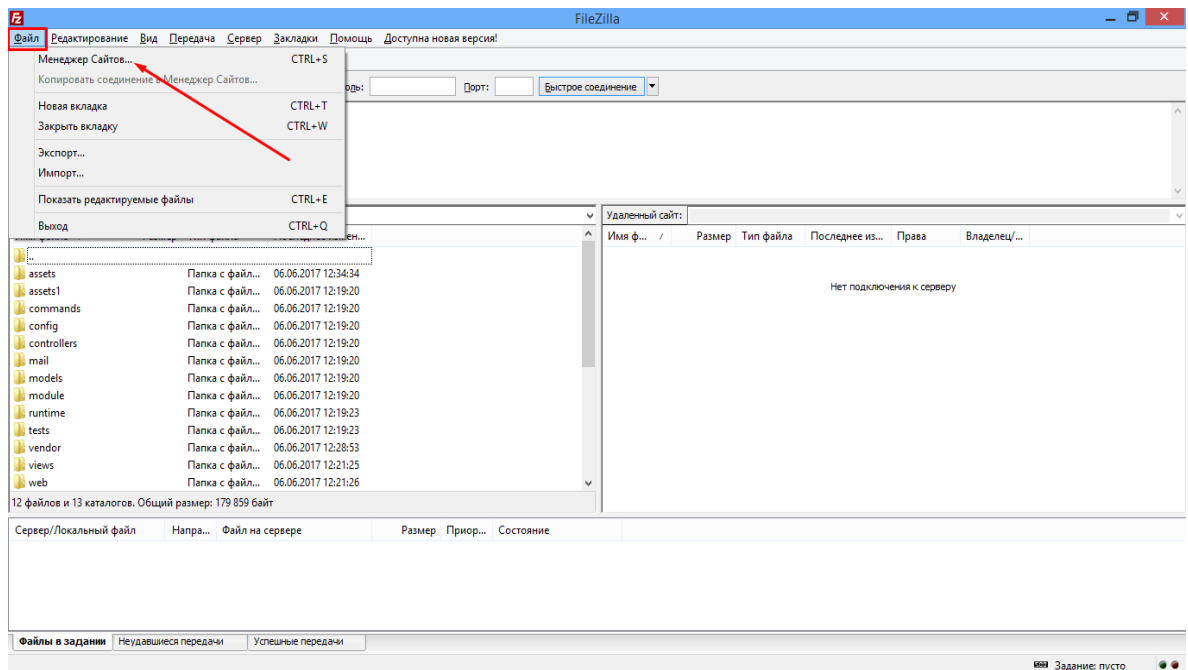 FileZilla
Файл Редактирование Вид Передача Сервер Закладки Помощь Доступна новая версия!
Менеджер Сайтов... CTRL+S
Копировать соединение в Менеджер Сайтов...
Порт: Быстрое соединение
Новая вкладка CTRL+T
Закрыть вкладку CTRL+W
Экспорт...
Импорт...
Показать редактируемые файлы CTRL+E
Выход CTRL+Q
Удаленный сайт:
Имя ф... / Размер Тип файла Последнее из... Права Владелец/...
Нет подключения к серверу
..
assets Папка с файл... 06.06.2017 12:34:34
assets1 Папка с файл... 06.06.2017 12:19:20
commands Папка с файл... 06.06.2017 12:19:20
config Папка с файл... 06.06.2017 12:19:20
controllers Папка с файл... 06.06.2017 12:19:20
mail Папка с файл... 06.06.2017 12:19:20
models Папка с файл... 06.06.2017 12:19:20
module Папка с файл... 06.06.2017 12:19:20
runtime Папка с файл... 06.06.2017 12:19:23
tests Папка с файл... 06.06.2017 12:19:23
vendor Папка с файл... 06.06.2017 12:28:53
views Папка с файл... 06.06.2017 12:21:25
web Папка с файл... 06.06.2017 12:21:26
12 файлов и 13 каталогов. Общий размер: 179 859 байт
Сервер/Локальный файл Напра... Файл на сервере Размер Приор... Состояние
Файлы в задании Неудавшиеся передачи Успешные передачи
Задание: пусто